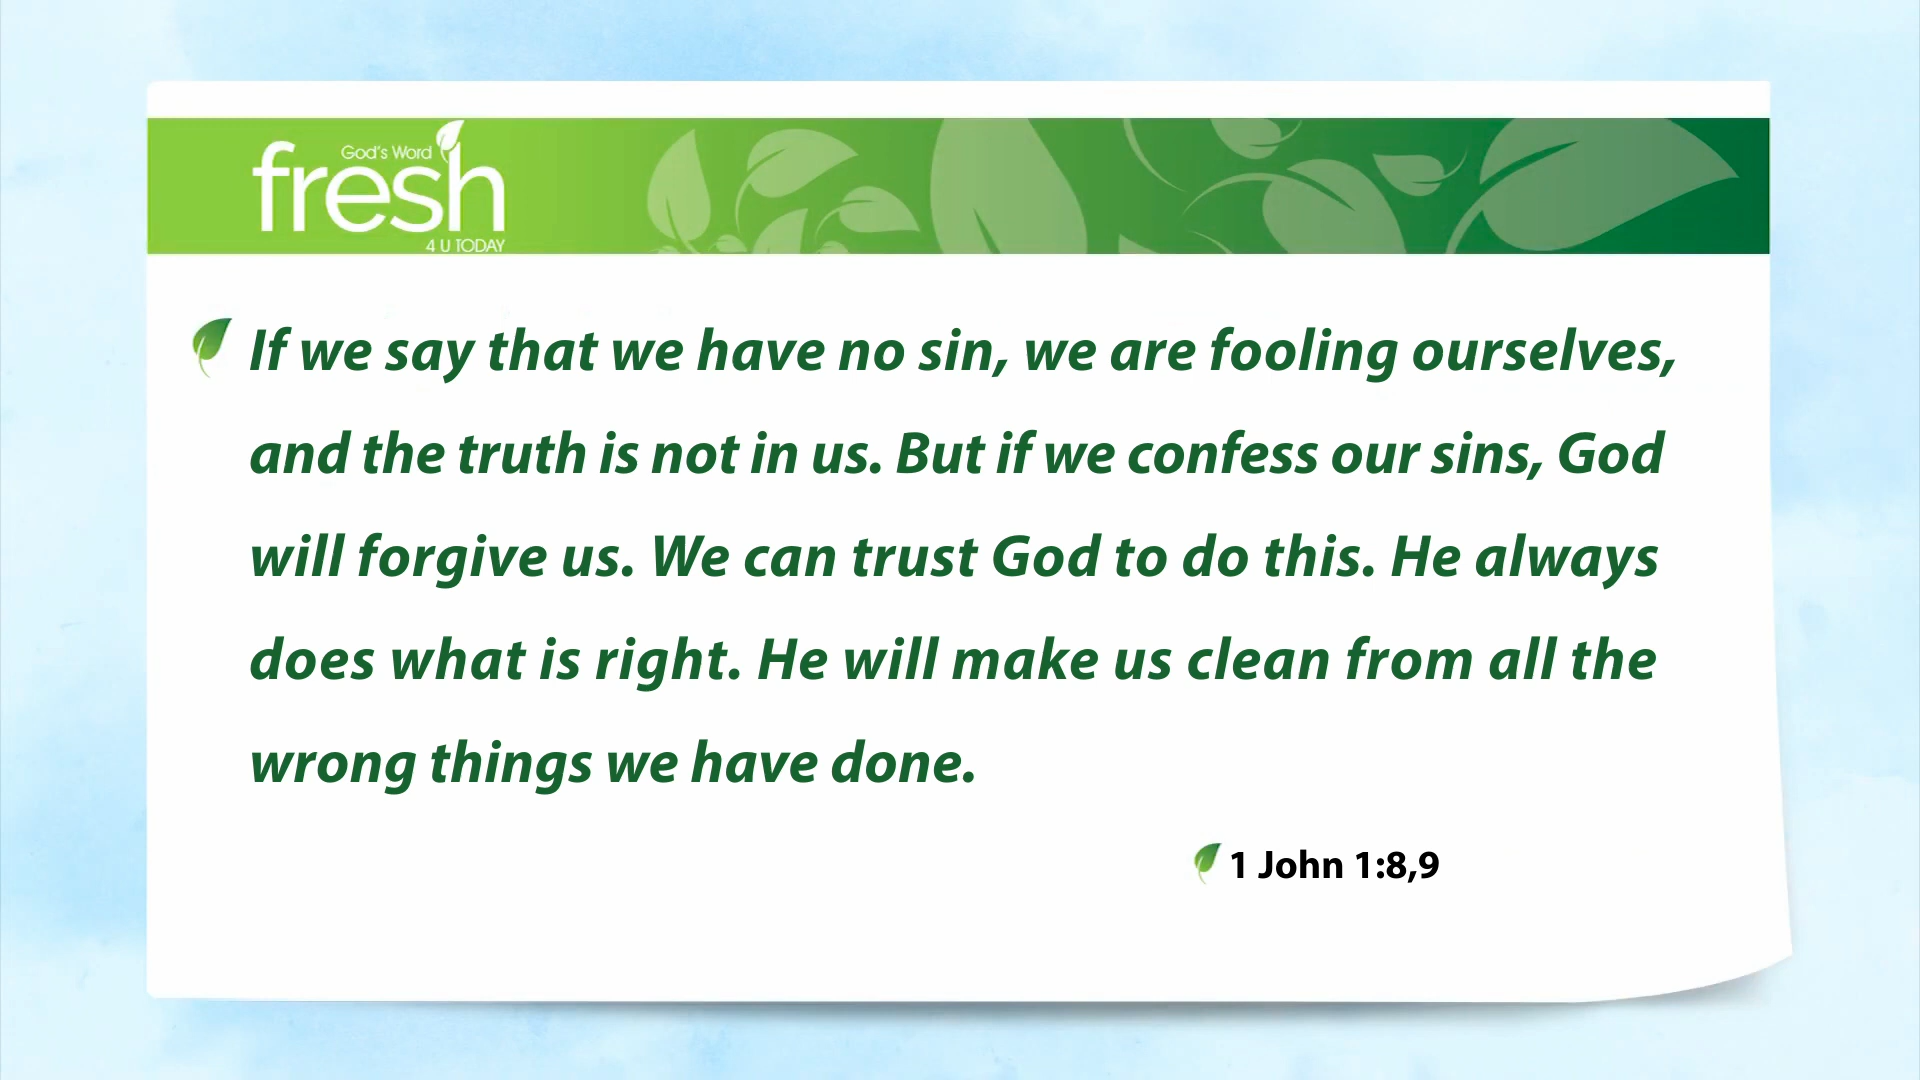 God's Word
fresh
4 U TODAY
If we say that we have no sin, we are fooling ourselves,
and the truth is not in us. But if we confess our sins, God
will forgive us. We can trust God to do this. He always
does what is right. He will make us clean from all the
wrong things we have done.
1 John 1:8,9